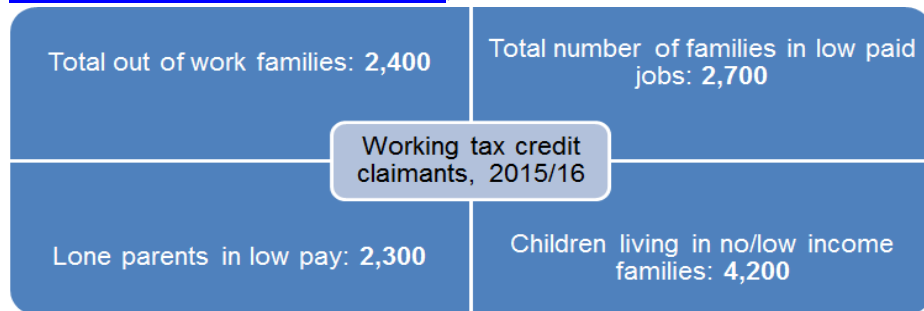 Total out of work families: 2,400
Total number of families in low paid
jobs: 2,700
Working tax credit
claimants, 2015/16
Lone parents in low pay: 2,300
Children living in no/low income
families: 4,200